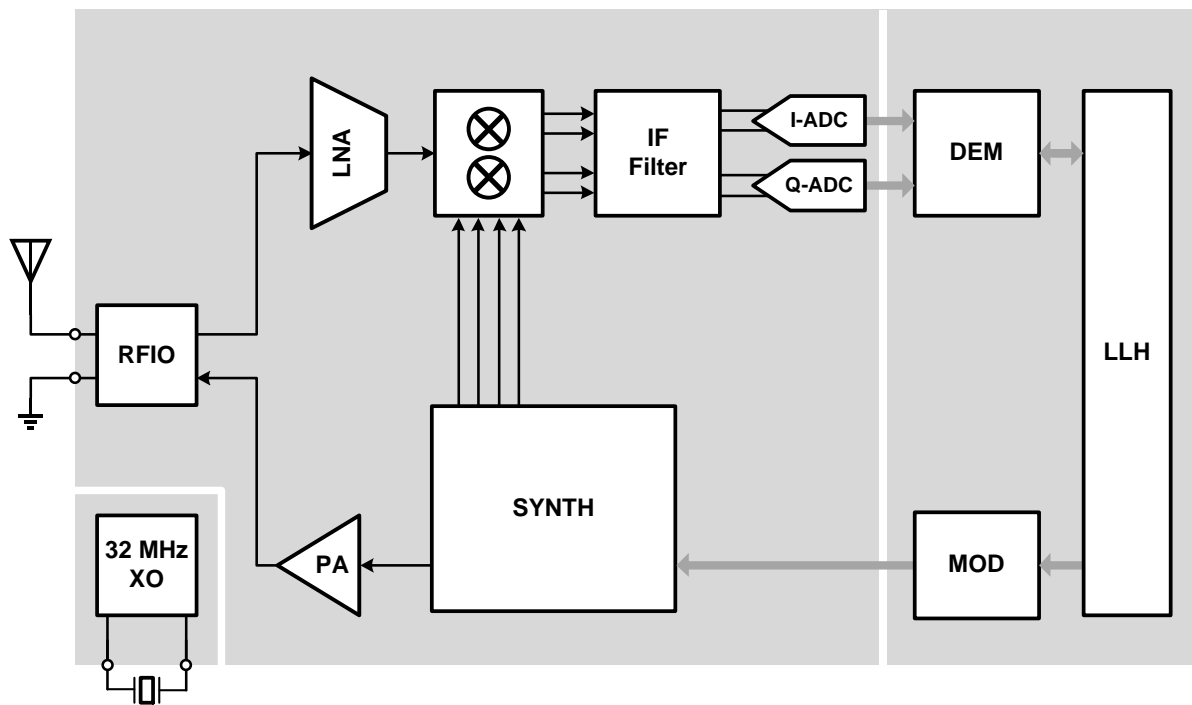 LNA
IF
Filter
I-ADC
Q-ADC
DEM
LLH
RFIO
SYNTH
PA
MOD
32 MHz
XO